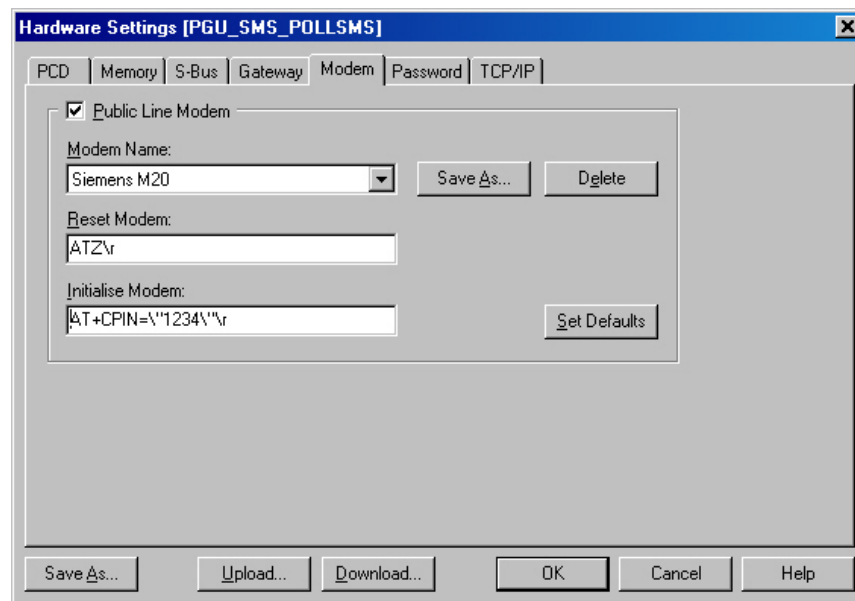 Hardware Settings [PGU_SMS_POLLSMS]
PCD Memory S-Bus Gateway Modem Password TCP/IP
Public Line Modem
Modem Name:
Siemens M20 Save As... Delete
Reset Modem:
ATZ\r
Initialise Modem:
AT+CPIN=\"1234\"\r Set Defaults
Save As... Upload... Download... OK Cancel Help